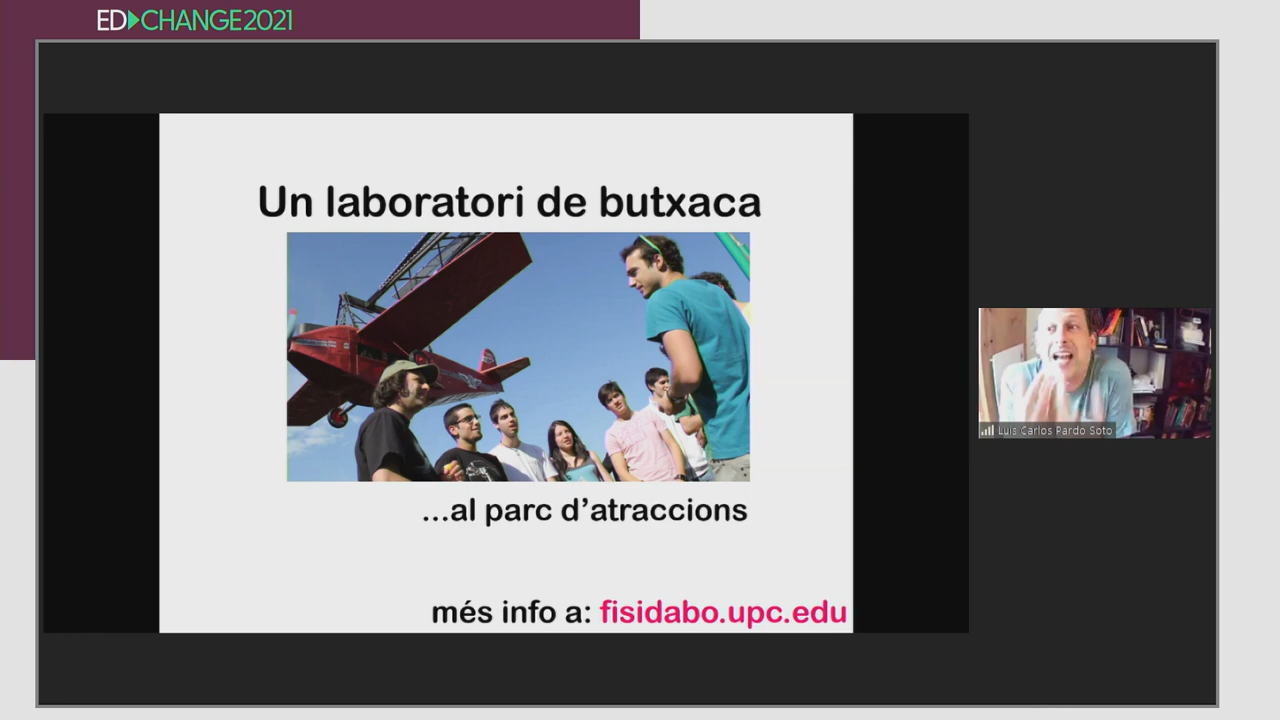 ED CHANGE2021
Un laboratori de butxaca
...al parc d'atraccions
més info a: fisidabo.upc.edu
Luis Carlos Pardo Soto